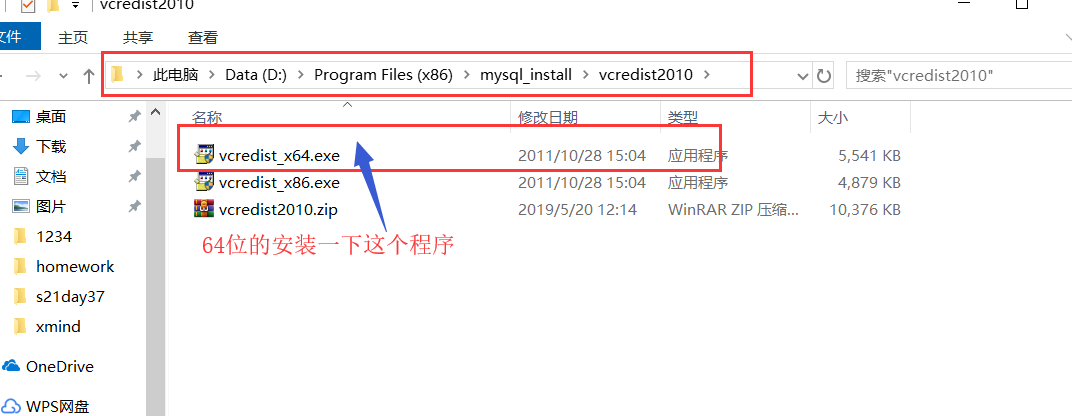 vcredist2010
文件
主页 共享 查看
此电脑 Data (D:) Program Files (x86) mysql_install vcredist2010
搜索"vcredist2010"
名称 修改日期 类型 大小
桌面
下载
文档
图片
1234
homework
s21day37
xmind
OneDrive
WPS网盘
vcredist_x64.exe 2011/10/28 15:04 应用程序 5,541 KB
vcredist_x86.exe 2011/10/28 15:04 应用程序 4,879 KB
vcredist2010.zip 2019/5/20 12:14 WinRAR ZIP 压缩... 10,376 KB
64位的安装一下这个程序